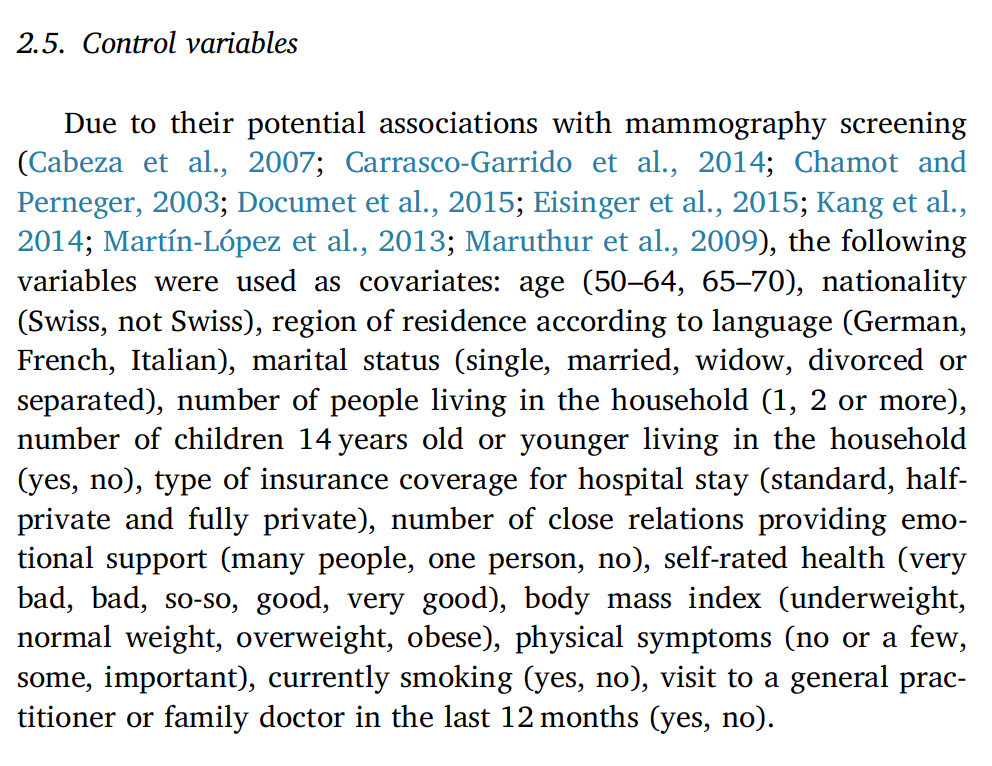 2.5. Control variables
Due to their potential associations with mammography screening
(Cabeza et al., 2007; Carrasco-Garrido et al., 2014; Chamot and
Perneger, 2003; Documet et al., 2015; Eisinger et al., 2015; Kang et al.,
2014; Martín-López et al., 2013; Maruthur et al., 2009), the following
variables were used as covariates: age (50–64, 65–70), nationality
(Swiss, not Swiss), region of residence according to language (German,
French, Italian), marital status (single, married, widow, divorced or
separated), number of people living in the household (1, 2 or more),
number of children 14 years old or younger living in the household
(yes, no), type of insurance coverage for hospital stay (standard, half-
private and fully private), number of close relations providing emo-
tional support (many people, one person, no), self-rated health (very
bad, bad, so-so, good, very good), body mass index (underweight,
normal weight, overweight, obese), physical symptoms (no or a few,
some, important), currently smoking (yes, no), visit to a general prac-
titioner or family doctor in the last 12 months (yes, no).